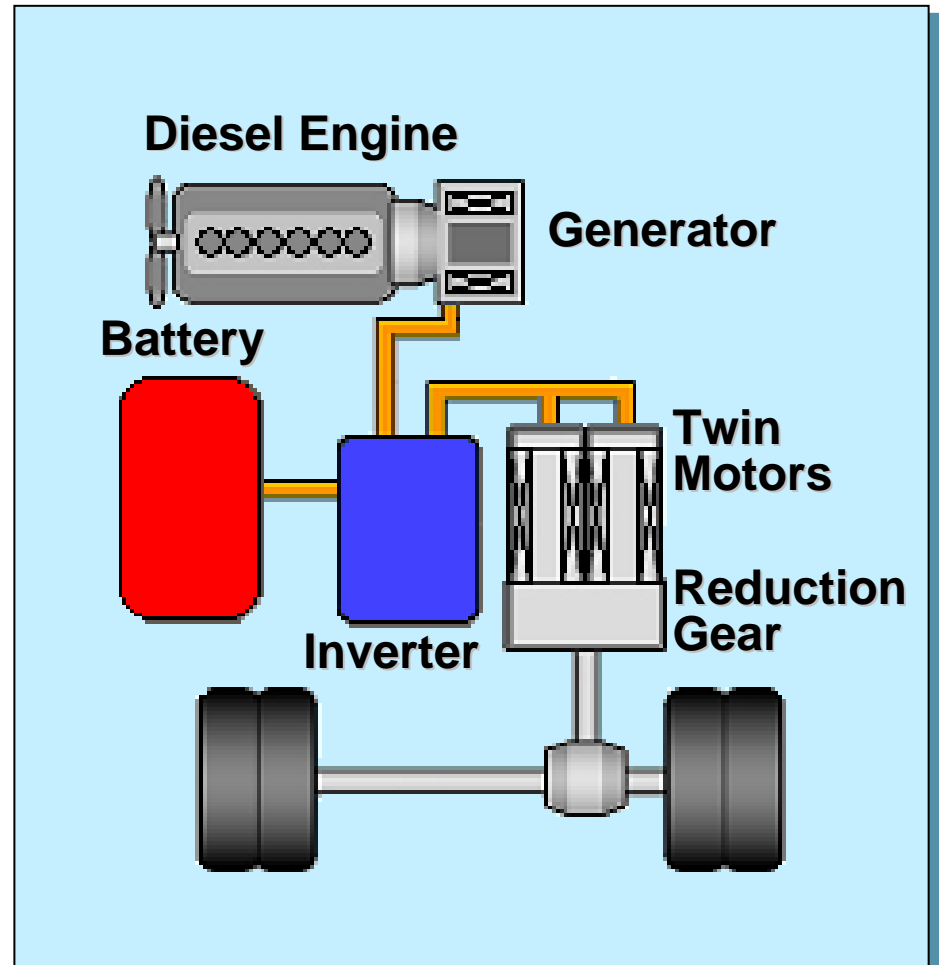 Diesel Engine
Generator
Battery
Twin
Motors
Reduction
Gear
Inverter